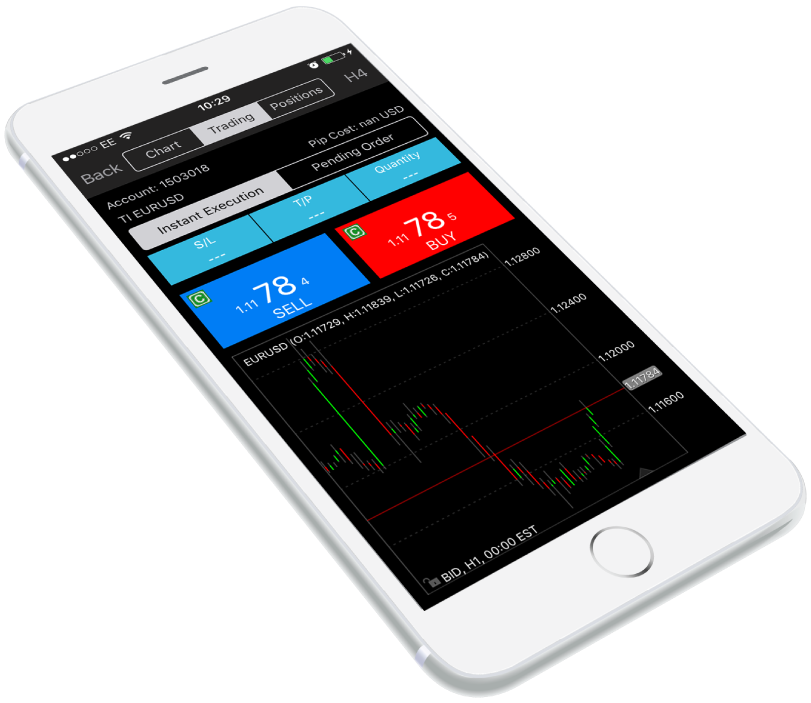 EE 10:29
Back Chart Trading Positions H4
Account: 1503018 Pip Cost: nan USD
TI EURUSD
Instant Execution Pending Order
S/L T/P Quantity
--- --- ---
C 1.11 78 4 SELL
C 1.11 78 5 BUY
EURUSD (O:1.11729, H:1.11839, L:1.11726, C:1.11784)
1.12800
1.12400
1.12000
1.11784
1.11600
BID, H1, 00:00 EST